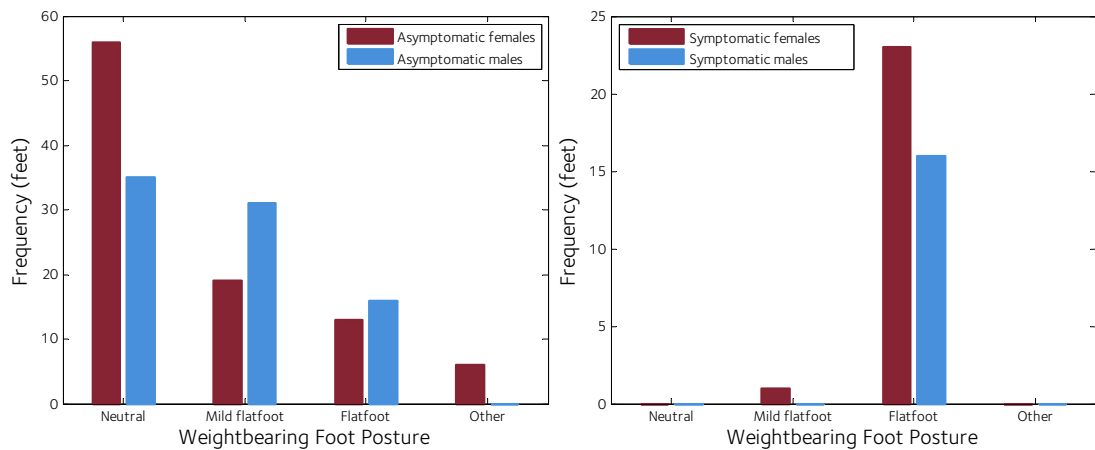 60
50
40
30
20
10
0
Frequency (feet)
Asymptomatic females
Asymptomatic males
Neutral Mild flatfoot Flatfoot Other
Weightbearing Foot Posture
25
20
15
10
5
0
Frequency (feet)
Symptomatic females
Symptomatic males
Neutral Mild flatfoot Flatfoot Other
Weightbearing Foot Posture